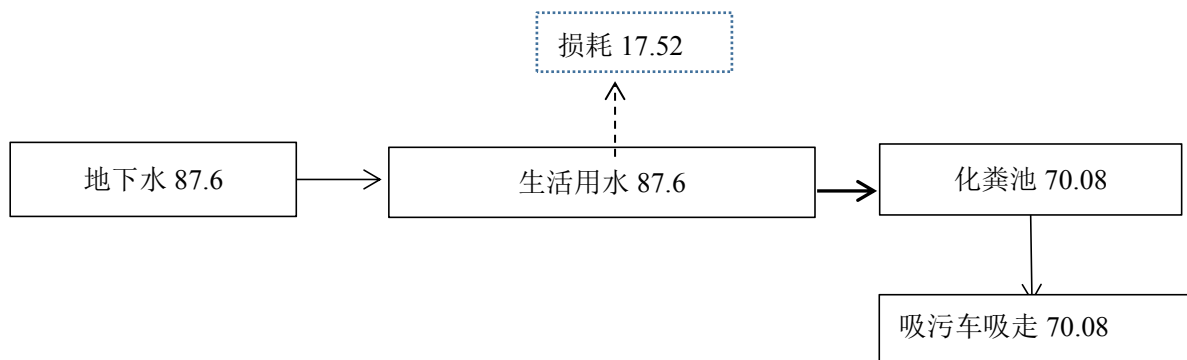 损耗 17.52
地下水 87.6
生活用水 87.6
化粪池 70.08
吸污车吸走 70.08